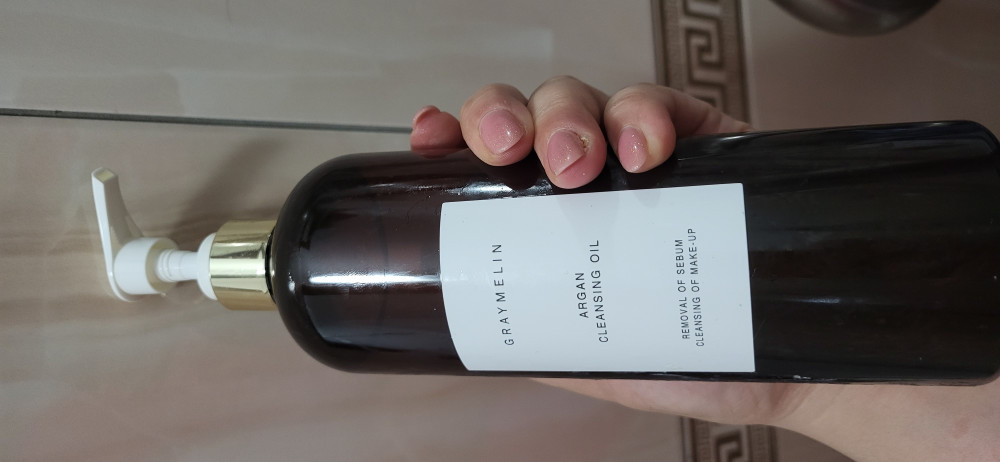 GRAYMELIN
ARGAN
CLEANSING OIL
REMOVAL OF SEBUM
CLEANSING OF MAKE-UP